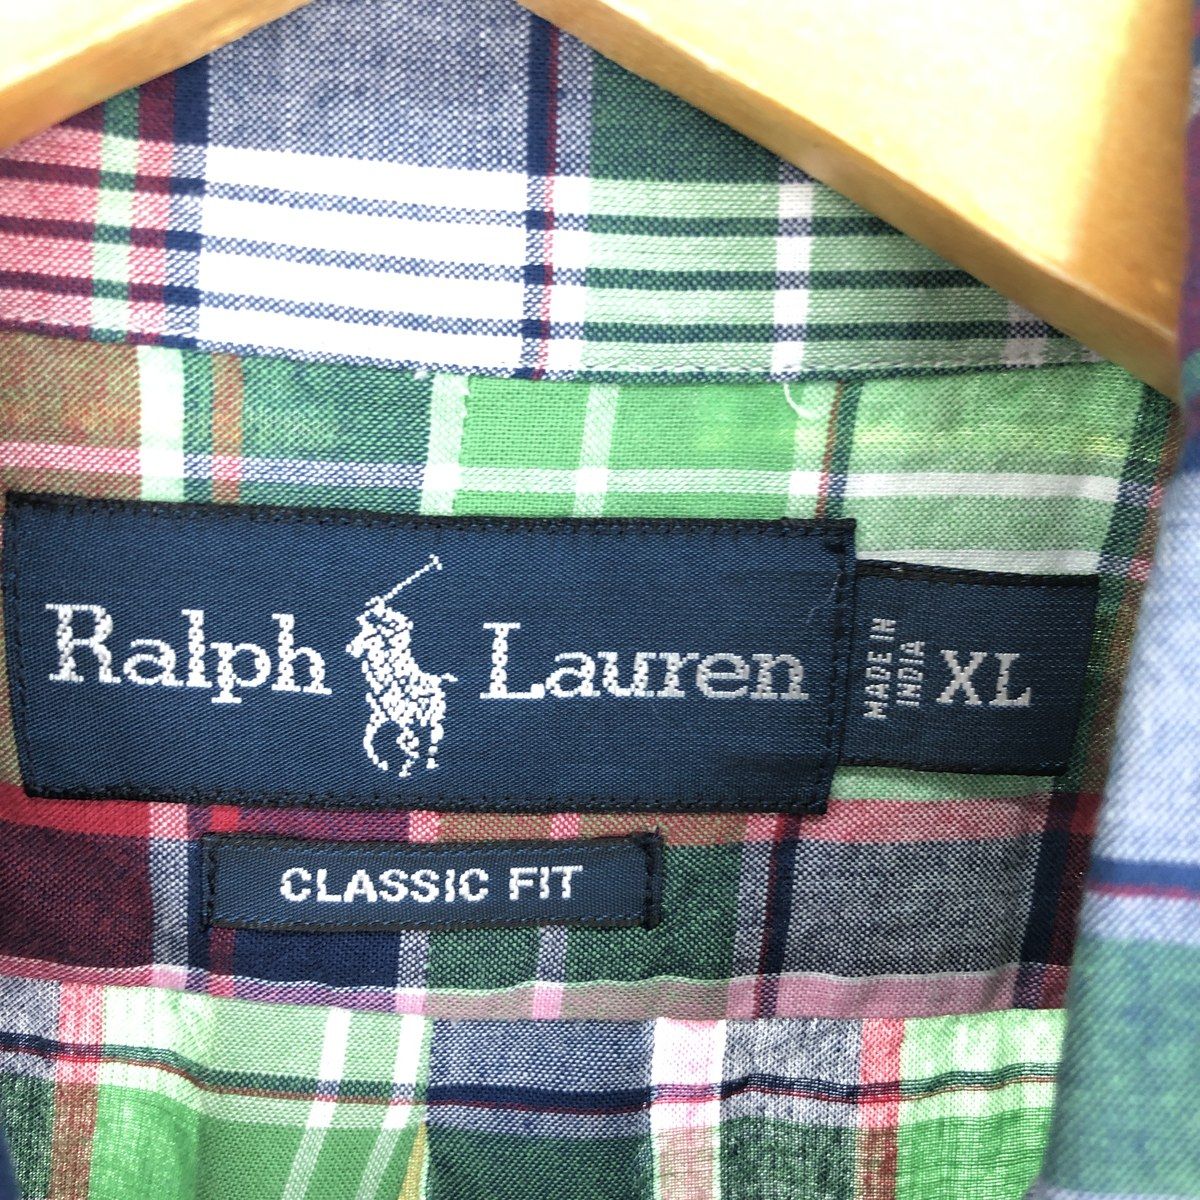 Ralph Lauren
MADE IN
INDIA
XL
CLASSIC FIT